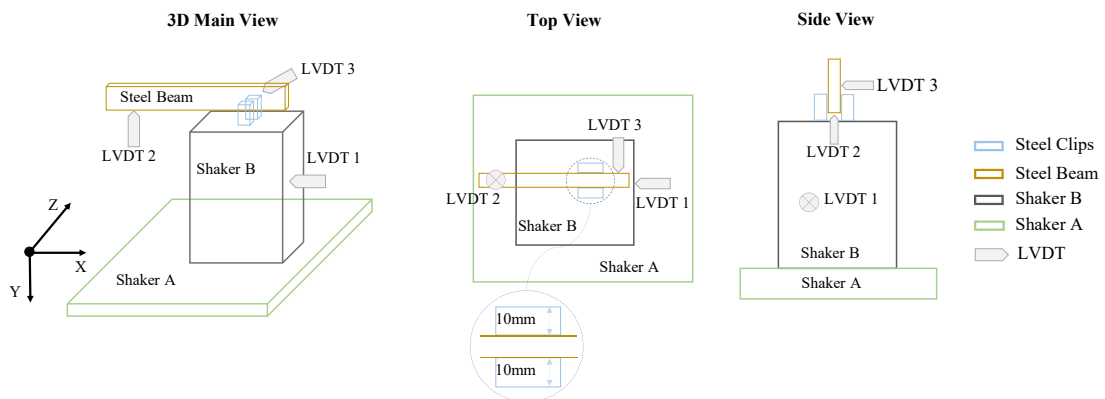 3D Main View
LVDT 3
Steel Beam
LVDT 2
Shaker B
LVDT 1
Z
X
Y
Shaker A
Top View
LVDT 3
LVDT 2
LVDT 1
Shaker B
Shaker A
10mm
10mm
Side View
LVDT 3
LVDT 2
LVDT 1
Shaker B
Shaker A
Steel Clips
Steel Beam
Shaker B
Shaker A
LVDT